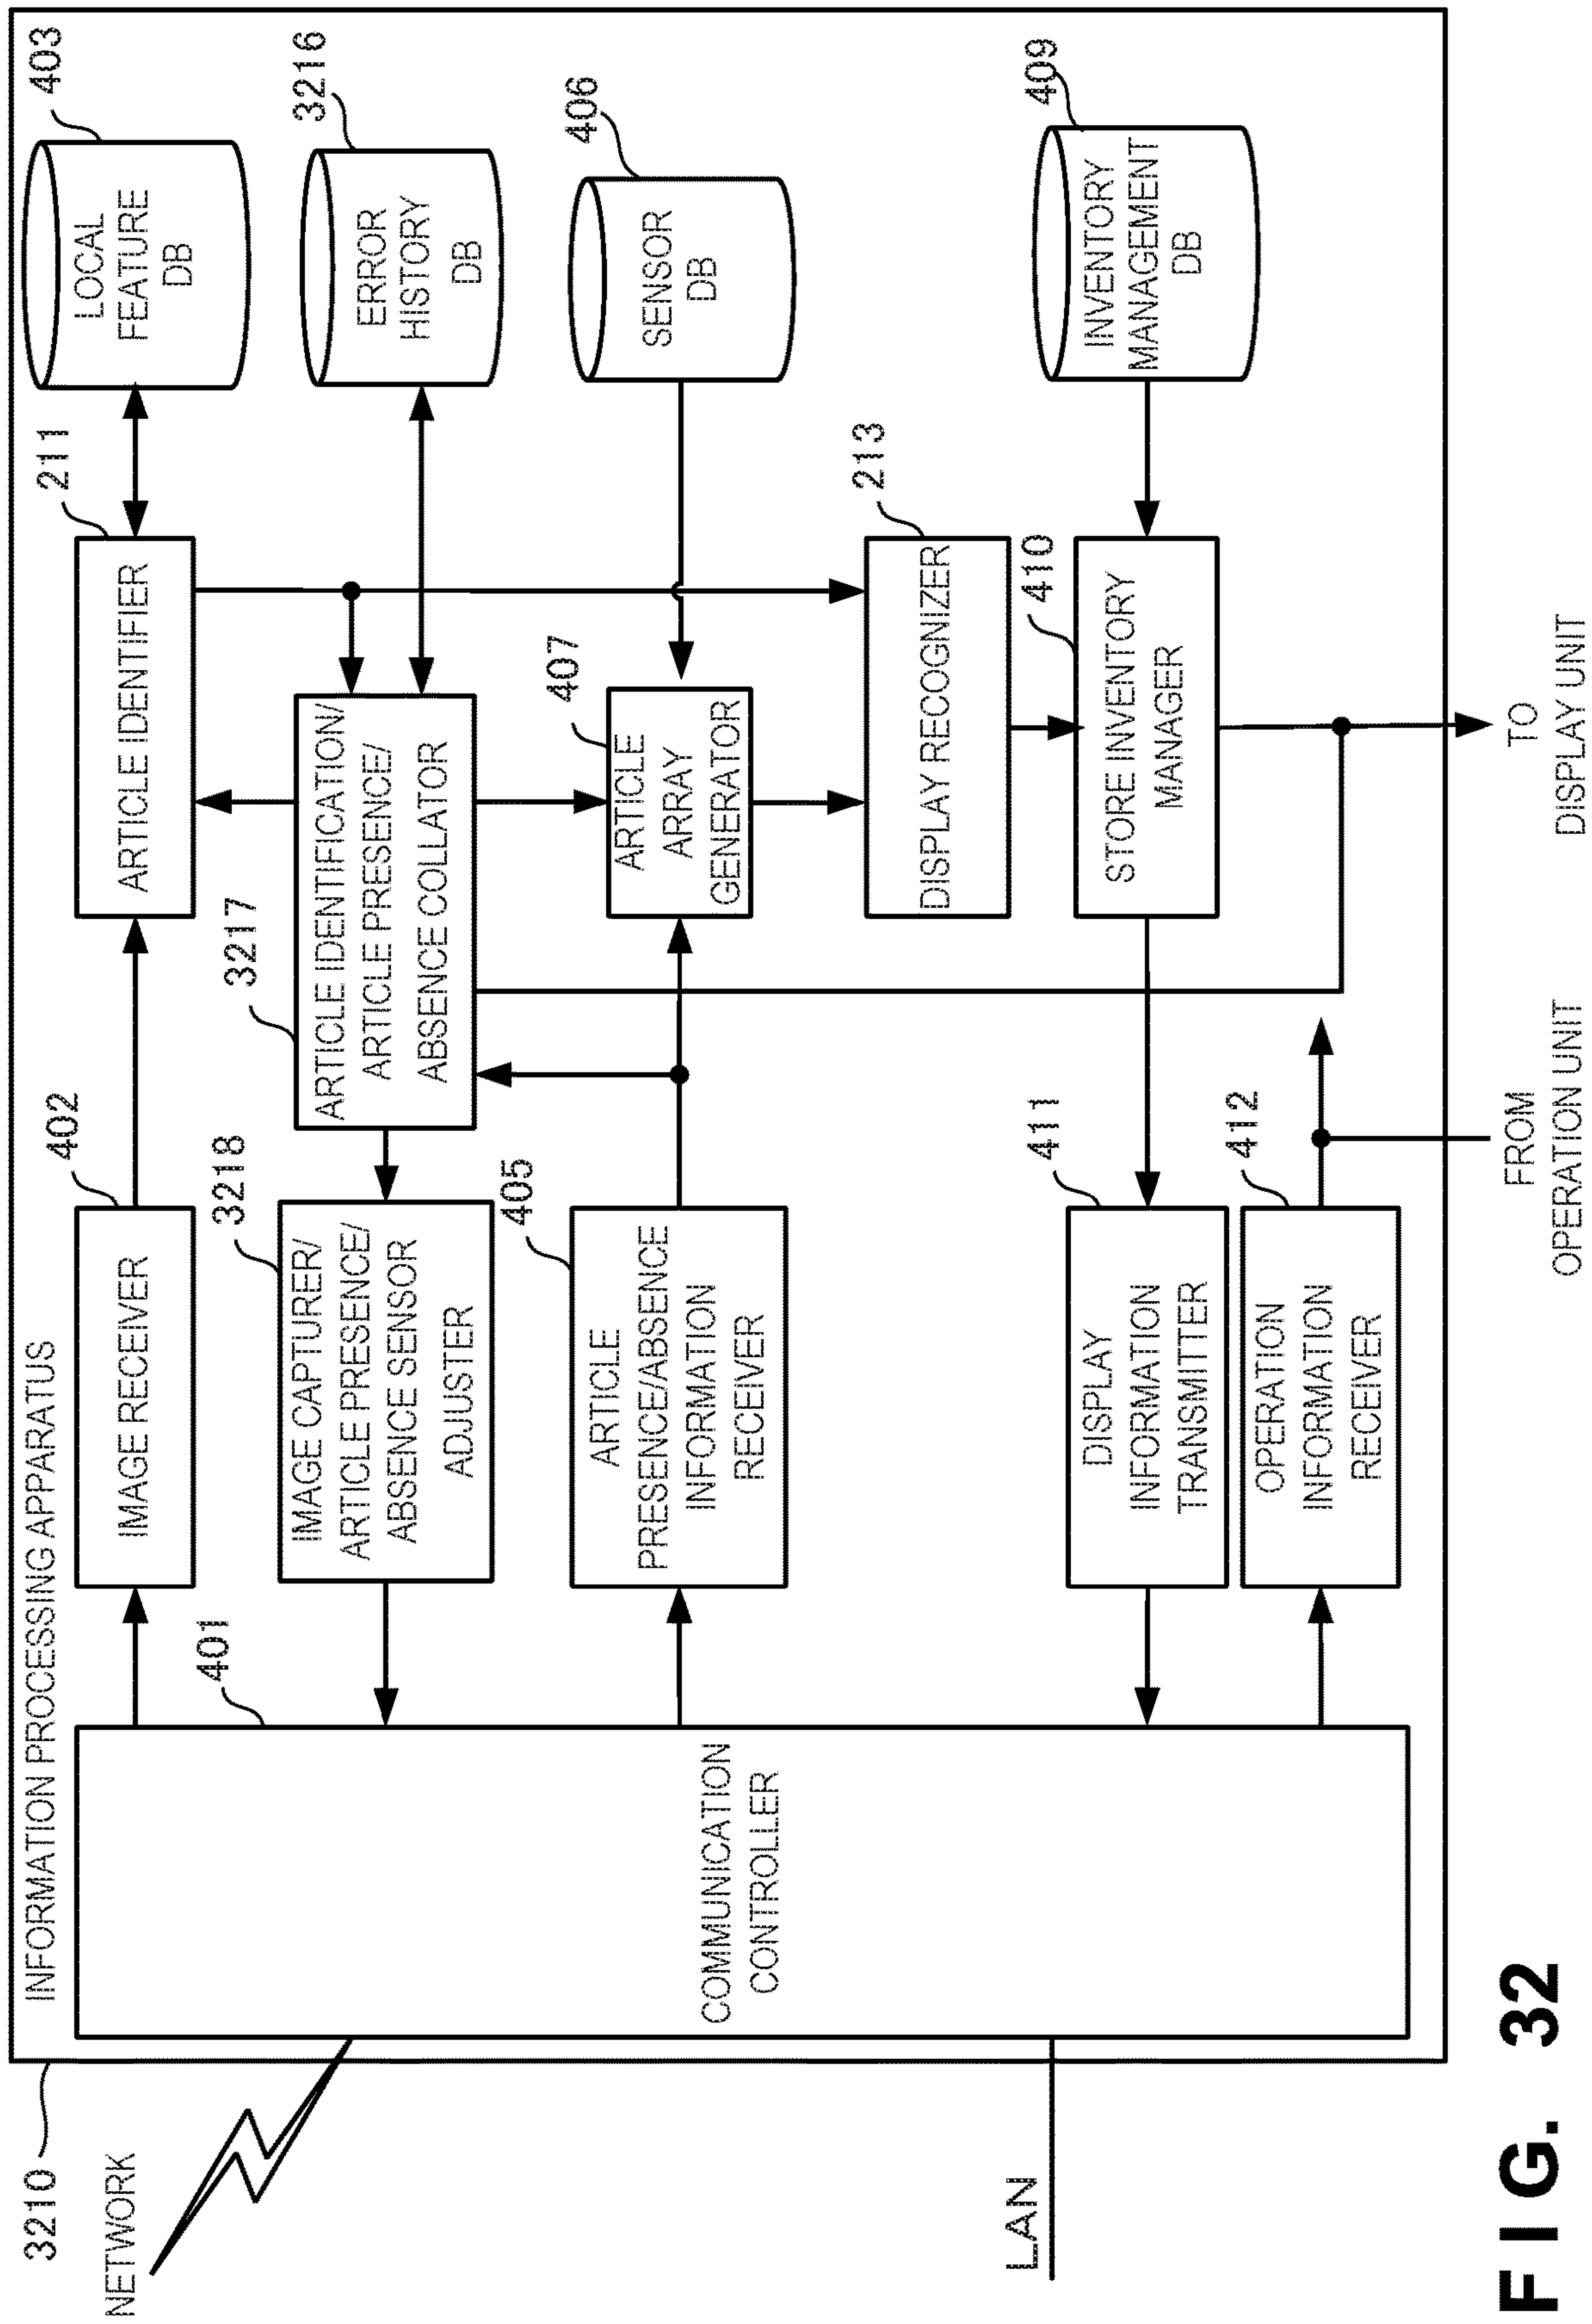 3210
INFORMATION PROCESSING APPARATUS
NETWORK
LAN
401
COMMUNICATION
CONTROLLER
402
IMAGE RECEIVER
211
ARTICLE IDENTIFIER
403
LOCAL
FEATURE
DB
3218
IMAGE CAPTURER/
ARTICLE PRESENCE/
ABSENCE SENSOR
ADJUSTER
3217
ARTICLE IDENTIFICATION/
ARTICLE PRESENCE/
ABSENCE COLLATOR
3216
ERROR
HISTORY
DB
405
ARTICLE
PRESENCE/ABSENCE
INFORMATION
RECEIVER
407
ARTICLE
ARRAY
GENERATOR
406
SENSOR
DB
213
DISPLAY RECOGNIZER
411
DISPLAY
INFORMATION
TRANSMITTER
410
STORE INVENTORY
MANAGER
409
INVENTORY
MANAGEMENT
DB
412
OPERATION
INFORMATION
RECEIVER
FROM
OPERATION UNIT
TO
DISPLAY UNIT
FIG. 32